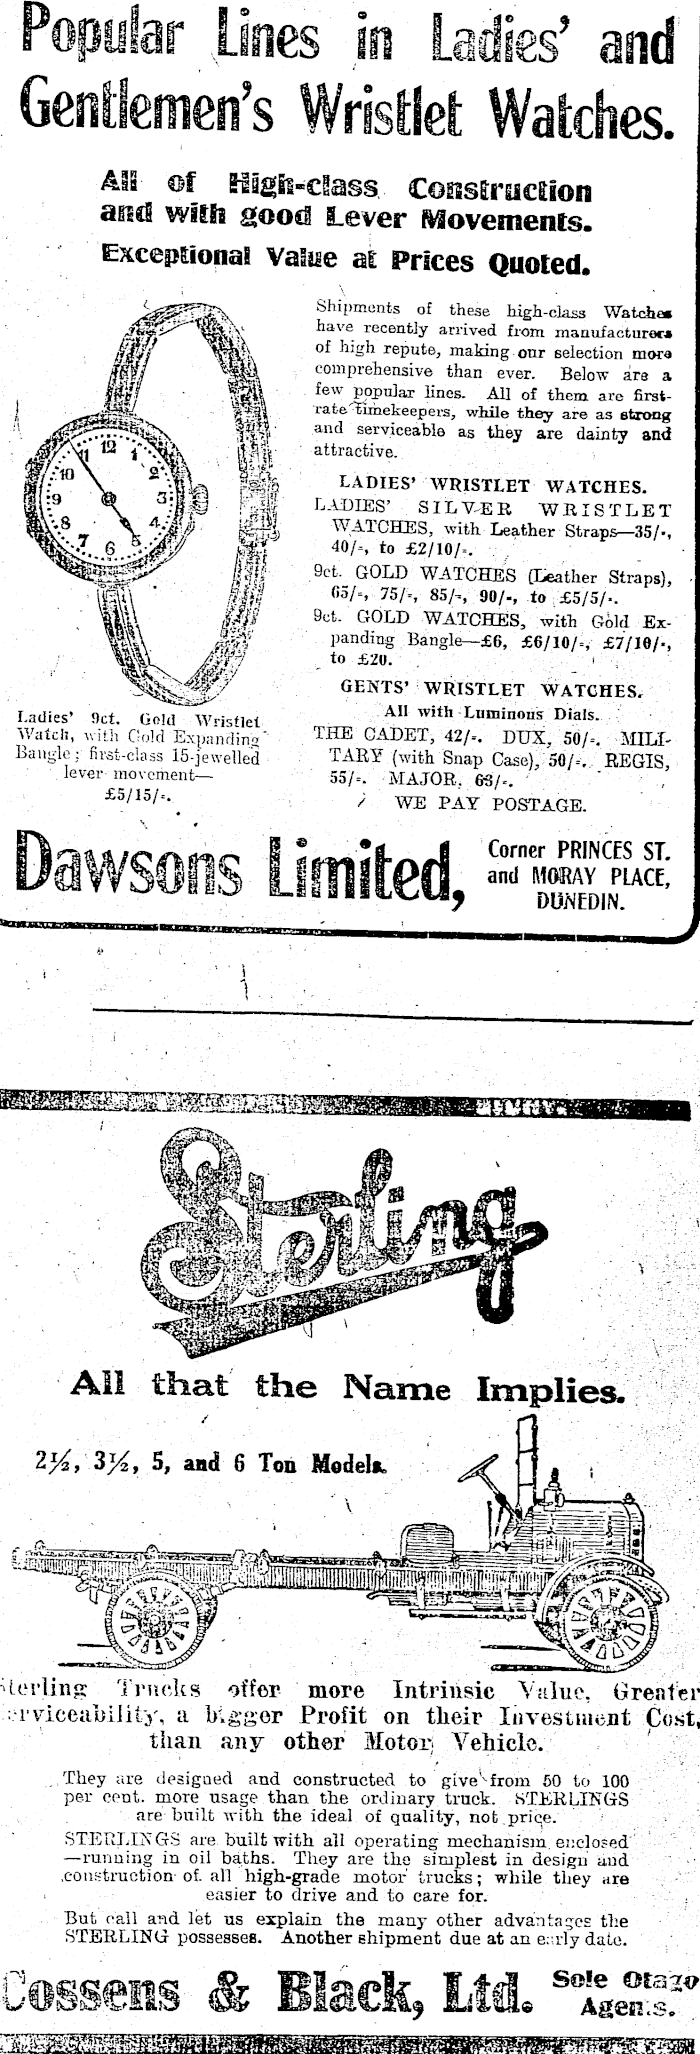 Popular Lines in Ladies' and
Gentlemen's Wristlet Watches.
All of High-class Construction
and with good Lever Movements.
Exceptional Value at Prices Quoted.
12
1
2
3
4
5
6
7
8
9
10
11
Ladies' 9ct. Gold Wristlet
Watch, with Gold Expanding
Bangle; first-class 15-jewelled
lever movement—
£5/15/-.
Shipments of these high-class Watches
have recently arrived from manufacturers
of high repute, making our selection more
comprehensive than ever. Below are a
few popular lines. All of them are first-
rate timekeepers, while they are as strong
and serviceable as they are dainty and
attractive.
LADIES' WRISTLET WATCHES.
LADIES' SILVER WRISTLET
WATCHES, with Leather Straps—35/-,
40/-, to £2/10/-.
9ct. GOLD WATCHES (Leather Straps),
65/-, 75/-, 85/-, 90/-, to £5/5/-.
9ct. GOLD WATCHES, with Gold Ex-
panding Bangle—£6, £6/10/-, £7/10/-,
to £20.
GENTS' WRISTLET WATCHES.
All with Luminous Dials.
THE CADET, 42/-. DUX, 50/-. MILI-
TARY (with Snap Case), 50/-. REGIS,
55/-. MAJOR, 63/-.
WE PAY POSTAGE.
Dawsons Limited,
Corner PRINCES ST.
and MORAY PLACE,
DUNEDIN.
Sterling
All that the Name Implies.
2½, 3½, 5, and 6 Ton Models.
Sterling Trucks offer more Intrinsic Value, Greater
Serviceability, a bigger Profit on their Investment Cost,
than any other Motor Vehicle.
They are designed and constructed to give from 50 to 100
per cent. more usage than the ordinary truck. STERLINGS
are built with the ideal of quality, not price.
STERLINGS are built with all operating mechanism enclosed
—running in oil baths. They are the simplest in design and
construction of all high-grade motor trucks; while they are
easier to drive and to care for.
But call and let us explain the many other advantages the
STERLING possesses. Another shipment due at an early date.
Cossens & Black, Ltd.
Sole Otago
Agents.